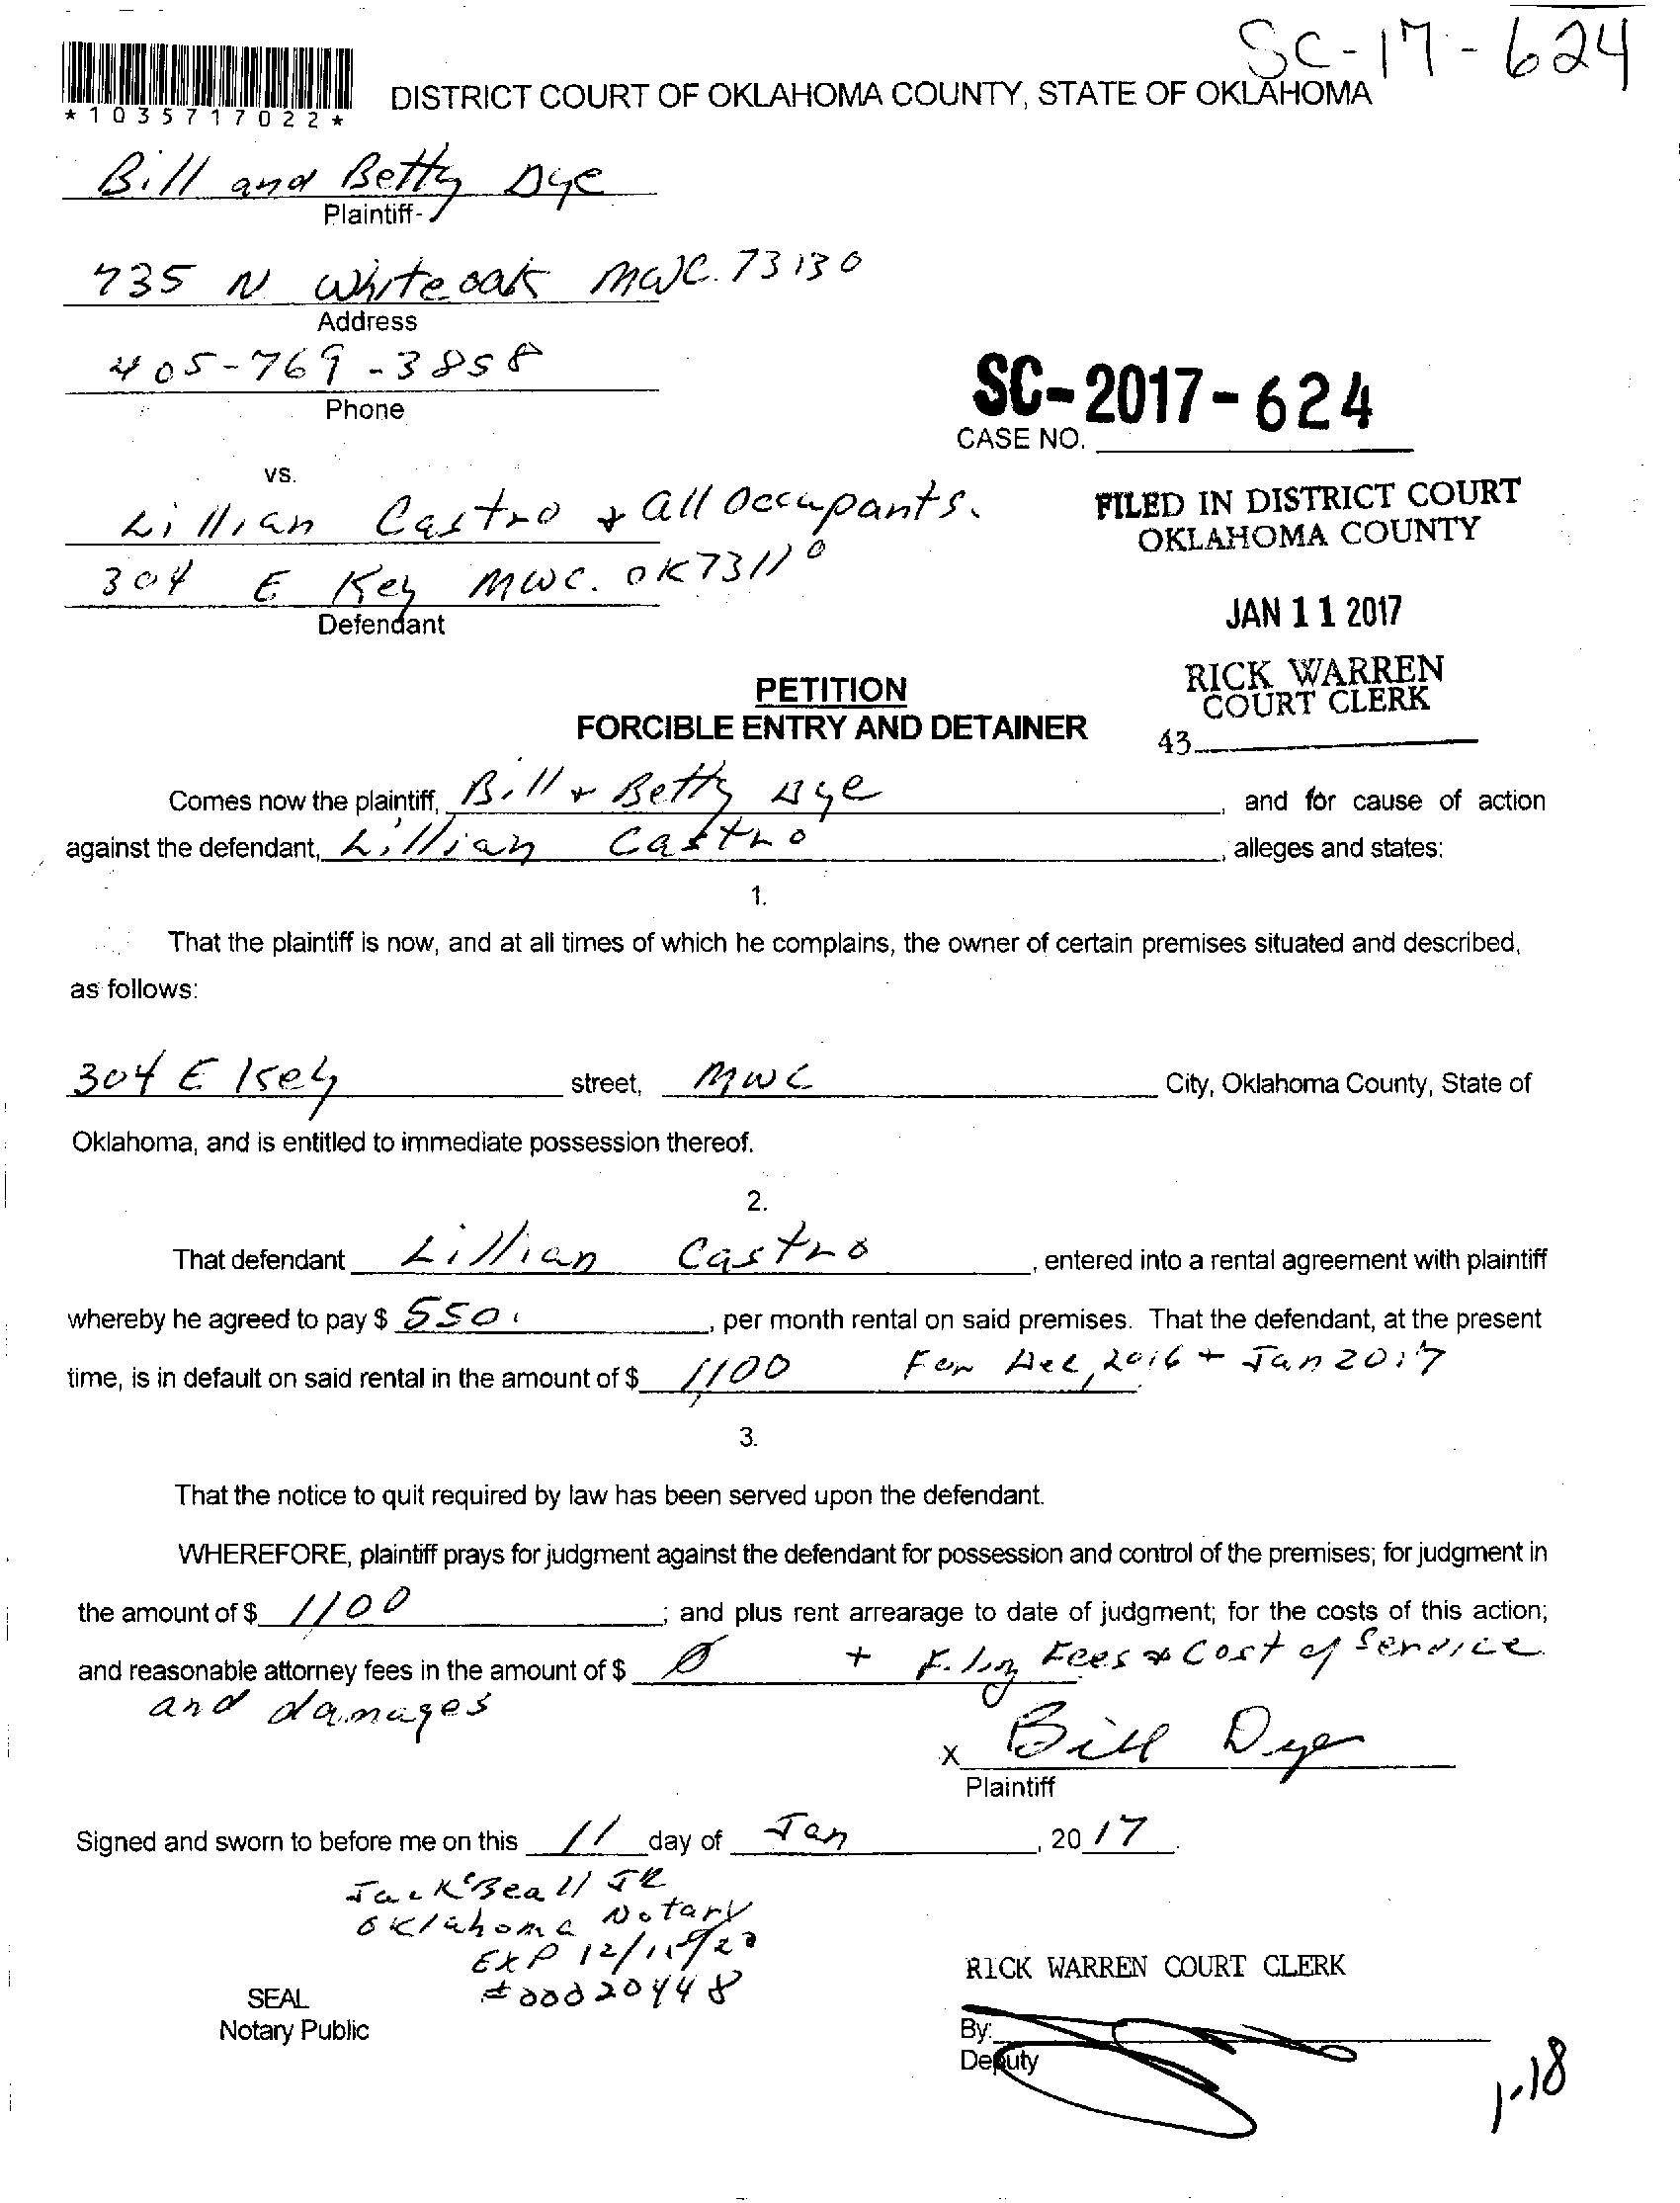 SC-17-624
*1035717022*
DISTRICT COURT OF OKLAHOMA COUNTY, STATE OF OKLAHOMA
Bill and Betty Dye
Plaintiff-
735 N Whiteoak MWC. 73130
Address
405-769-3858
Phone
SC-2017-624
CASE NO.
vs.
Lillian Castro + all Occupants.
304 E Key MWC. OK 73110
Defendant
FILED IN DISTRICT COURT
OKLAHOMA COUNTY
JAN 11 2017
RICK WARREN
COURT CLERK
43
PETITION
FORCIBLE ENTRY AND DETAINER
Comes now the plaintiff, Bill + Betty Dye, and for cause of action
against the defendant, Lillian Castro, alleges and states:
1.
That the plaintiff is now, and at all times of which he complains, the owner of certain premises situated and described,
as follows:
304 E Key street, MWC City, Oklahoma County, State of
Oklahoma, and is entitled to immediate possession thereof.
2.
That defendant Lillian Castro, entered into a rental agreement with plaintiff
whereby he agreed to pay $ 550., per month rental on said premises. That the defendant, at the present
time, is in default on said rental in the amount of $ 1,100 For Dec, 2016 + Jan 2017
3.
That the notice to quit required by law has been served upon the defendant.
WHEREFORE, plaintiff prays for judgment against the defendant for possession and control of the premises; for judgment in
the amount of $ 1100; and plus rent arrearage to date of judgment; for the costs of this action;
and reasonable attorney fees in the amount of $ Ø + Filing Fees + Cost of Service
and damages
x Bill Dye
Plaintiff
Signed and sworn to before me on this 11 day of Jan, 2017.
Jack Beall JR
Oklahoma Notary
EXP 12/15/20
#00020448
SEAL
Notary Public
RICK WARREN COURT CLERK
By:
Deputy
1-18